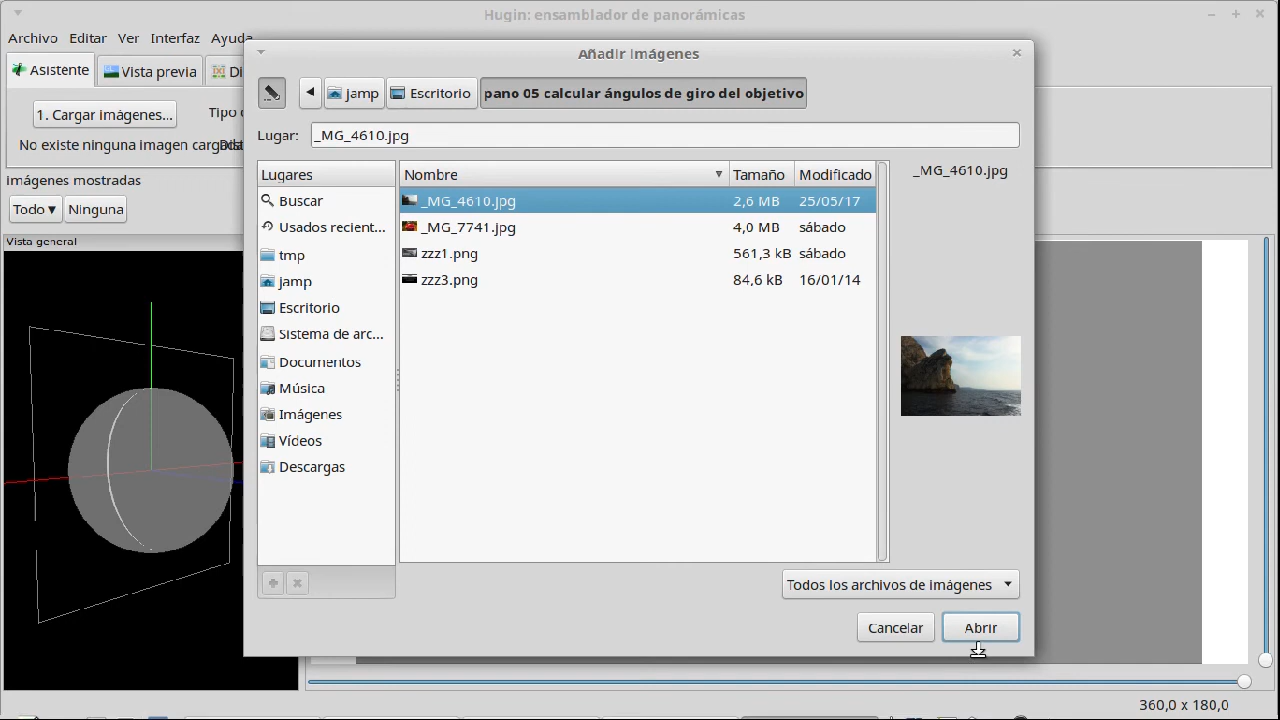 Hugin: ensamblador de panorámicas
Archivo Editar Ver Interfaz Ayuda
Añadir imágenes
Asistente Vista previa
jamp Escritorio pano 05 calcular ángulos de giro del objetivo
1. Cargar imágenes... Tipo
Lugar: _MG_4610.jpg
No existe ninguna imagen
Imágenes mostradas
Todo Ninguna
Vista general
Lugares
Buscar
Usados recient...
tmp
jamp
Escritorio
Sistema de arc...
Documentos
Música
Imágenes
Vídeos
Descargas
Nombre Tamaño Modificado
_MG_4610.jpg 2,6 MB 25/05/17
_MG_7741.jpg 4,0 MB sábado
zzz1.png 561,3 kB sábado
zzz3.png 84,6 kB 16/01/14
_MG_4610.jpg
Todos los archivos de imágenes
Cancelar Abrir
360,0 x 180,0